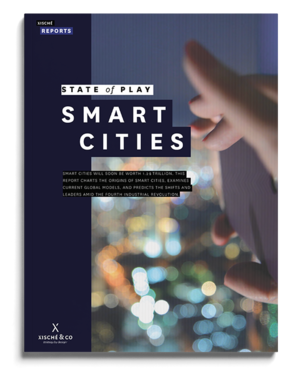 XISCHÉ
REPORTS
STATE of PLAY
SMART
CITIES
SMART CITIES WILL SOON BE WORTH 1.24 TRILLION. THIS
REPORT CHARTS THE ORIGINS OF SMART CITIES, EXAMINES
CURRENT GLOBAL MODELS, AND PREDICTS THE SHIFTS AND
LEADERS AMID THE FOURTH INDUSTRIAL REVOLUTION.
X
XISCHÉ & CO